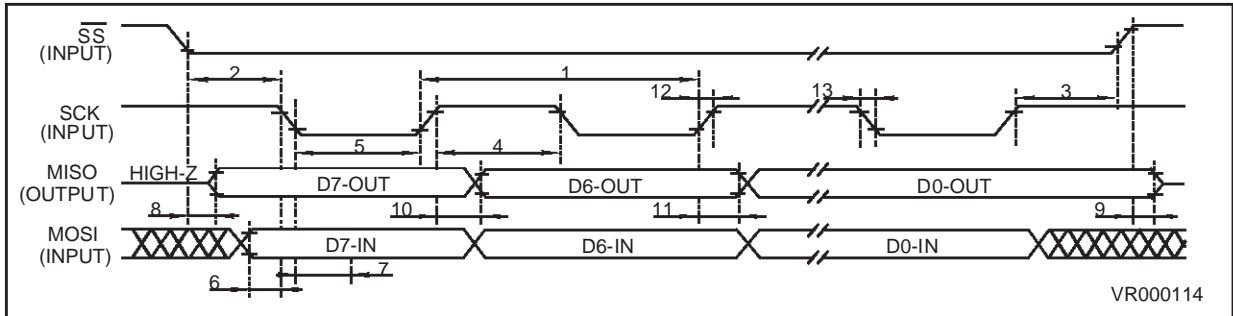 SS
(INPUT)
2
1
12
13
3
SCK
(INPUT)
5
4
MISO
(OUTPUT)
HIGH-Z
D7-OUT
D6-OUT
D0-OUT
8
10
11
9
MOSI
(INPUT)
D7-IN
D6-IN
D0-IN
7
6
VR000114